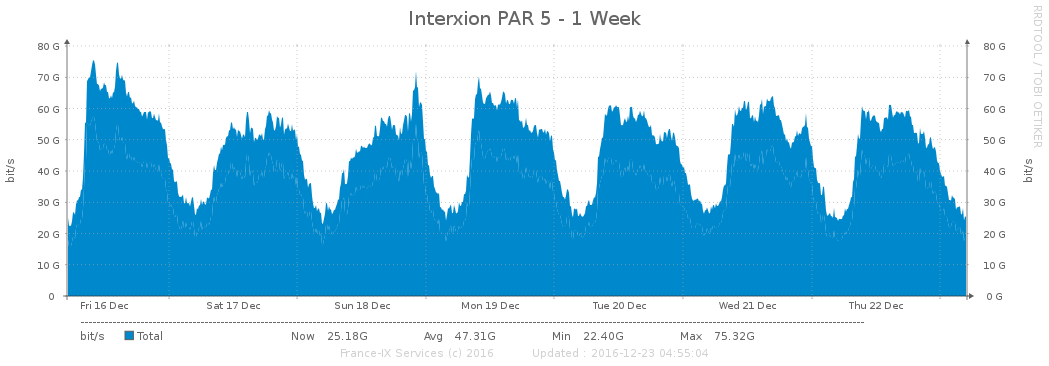 Interxion PAR 5 - 1 Week
RRDTOOL / TOBI OETIKER
80 G 80 G
70 G 70 G
60 G 60 G
50 G 50 G
40 G 40 G
30 G 30 G
20 G 20 G
10 G 10 G
0 0 G
bit/s
bit/s
Fri 16 Dec Sat 17 Dec Sun 18 Dec Mon 19 Dec Tue 20 Dec Wed 21 Dec Thu 22 Dec
bit/s Total Now 25.18G Avg 47.31G Min 22.40G Max 75.32G
France-IX Services (c) 2016 Updated : 2016-12-23 04:55:04